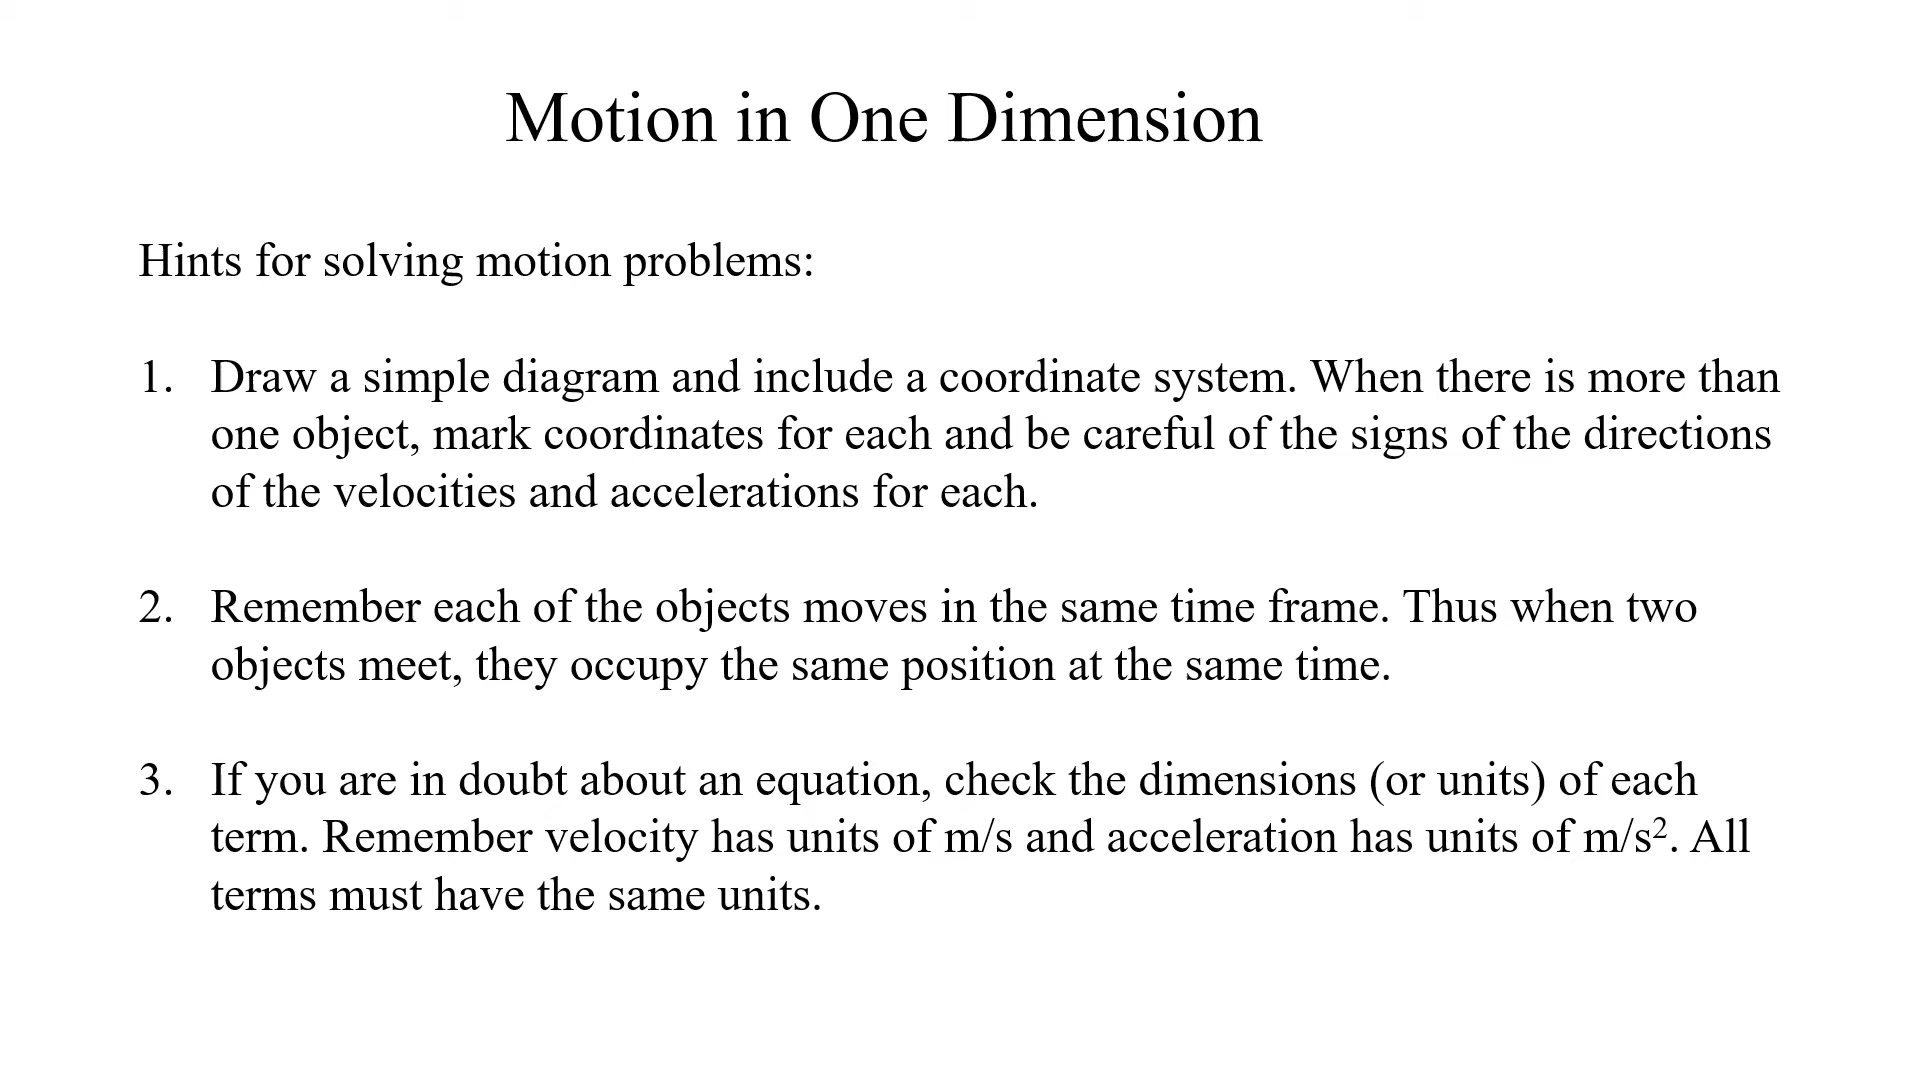 Motion in One Dimension
Hints for solving motion problems:
1. Draw a simple diagram and include a coordinate system. When there is more than
one object, mark coordinates for each and be careful of the signs of the directions
of the velocities and accelerations for each.
2. Remember each of the objects moves in the same time frame. Thus when two
objects meet, they occupy the same position at the same time.
3. If you are in doubt about an equation, check the dimensions (or units) of each
term. Remember velocity has units of m/s and acceleration has units of m/s². All
terms must have the same units.